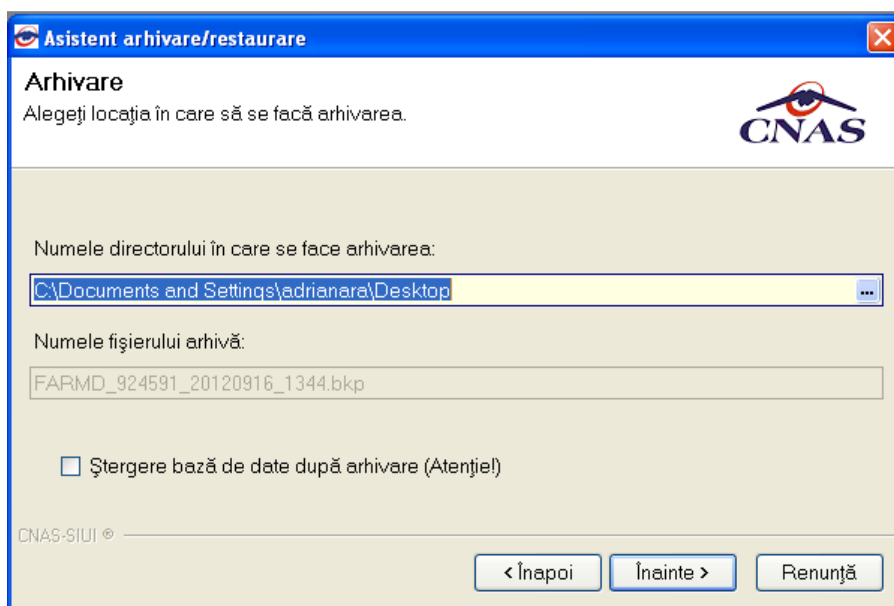 Asistent arhivare/restaurare
Arhivare
Alegeţi locaţia în care să se facă arhivarea.
CNAS
Numele directorului în care se face arhivarea:
C:\Documents and Settings\adrianara\Desktop
...
Numele fişierului arhivă:
FARMD_924591_20120916_1344.bkp
Ştergere bază de date după arhivare (Atenţie!)
CNAS-SIUI ®
< Înapoi
Înainte >
Renunţă